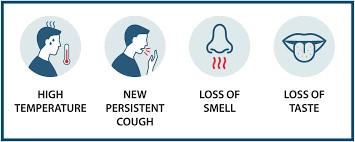 HIGH
TEMPERATURE
NEW
PERSISTENT
COUGH
LOSS OF
SMELL
LOSS OF
TASTE